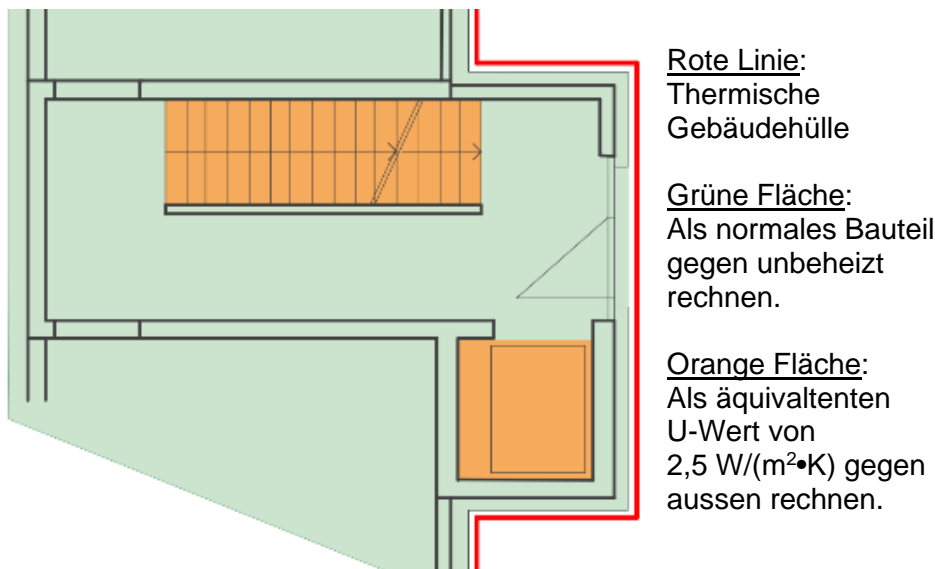 Rote Linie:
Thermische
Gebäudehülle
Grüne Fläche:
Als normales Bauteil
gegen unbeheizt
rechnen.
Orange Fläche:
Als äquivaltenten
U-Wert von
2,5 W/(m²•K) gegen
aussen rechnen.